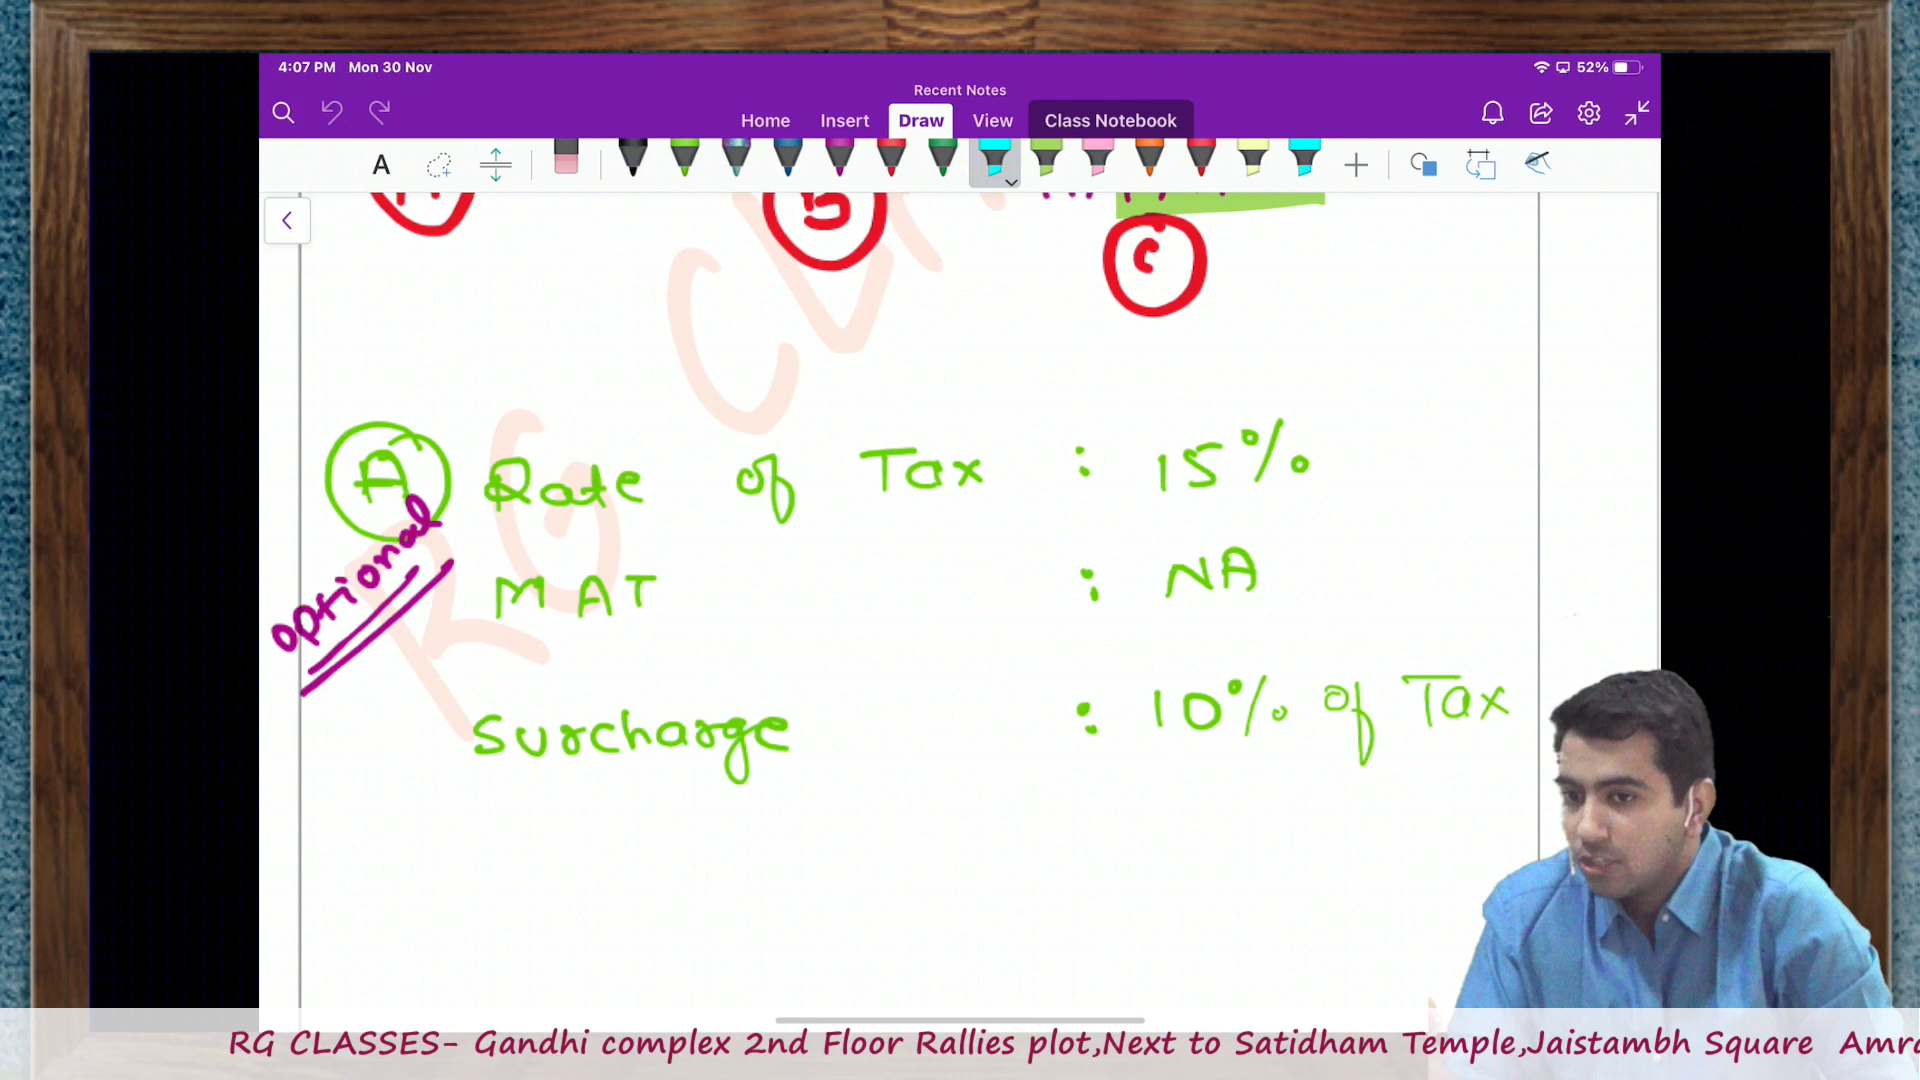 4:07 PM Mon 30 Nov
52%
Recent Notes
Home Insert Draw View Class Notebook
A
B
C
RG
A Rate of Tax : 15%
optional
MAT : NA
Surcharge : 10% of Tax
RG CLASSES- Gandhi complex 2nd Floor Rallies plot,Next to Satidham Temple,Jaistambh Square